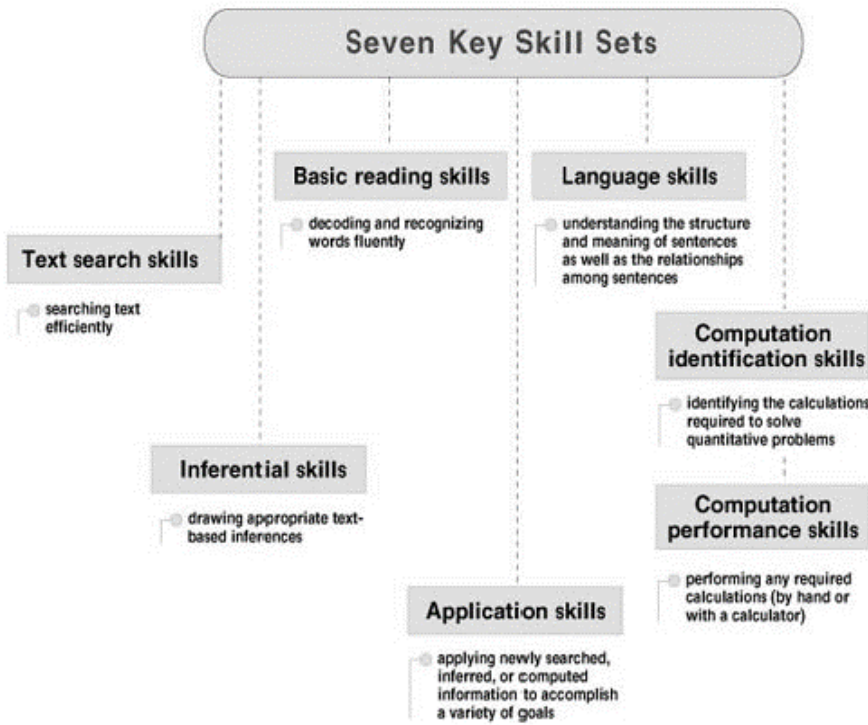 Seven Key Skill Sets
Basic reading skills
decoding and recognizing
words fluently
Language skills
understanding the structure
and meaning of sentences
as well as the relationships
among sentences
Text search skills
searching text
efficiently
Computation
identification skills
identifying the calculations
required to solve
quantitative problems
Inferential skills
drawing appropriate text-
based inferences
Computation
performance skills
performing any required
calculations (by hand or
with a calculator)
Application skills
applying newly searched,
inferred, or computed
information to accomplish
a variety of goals